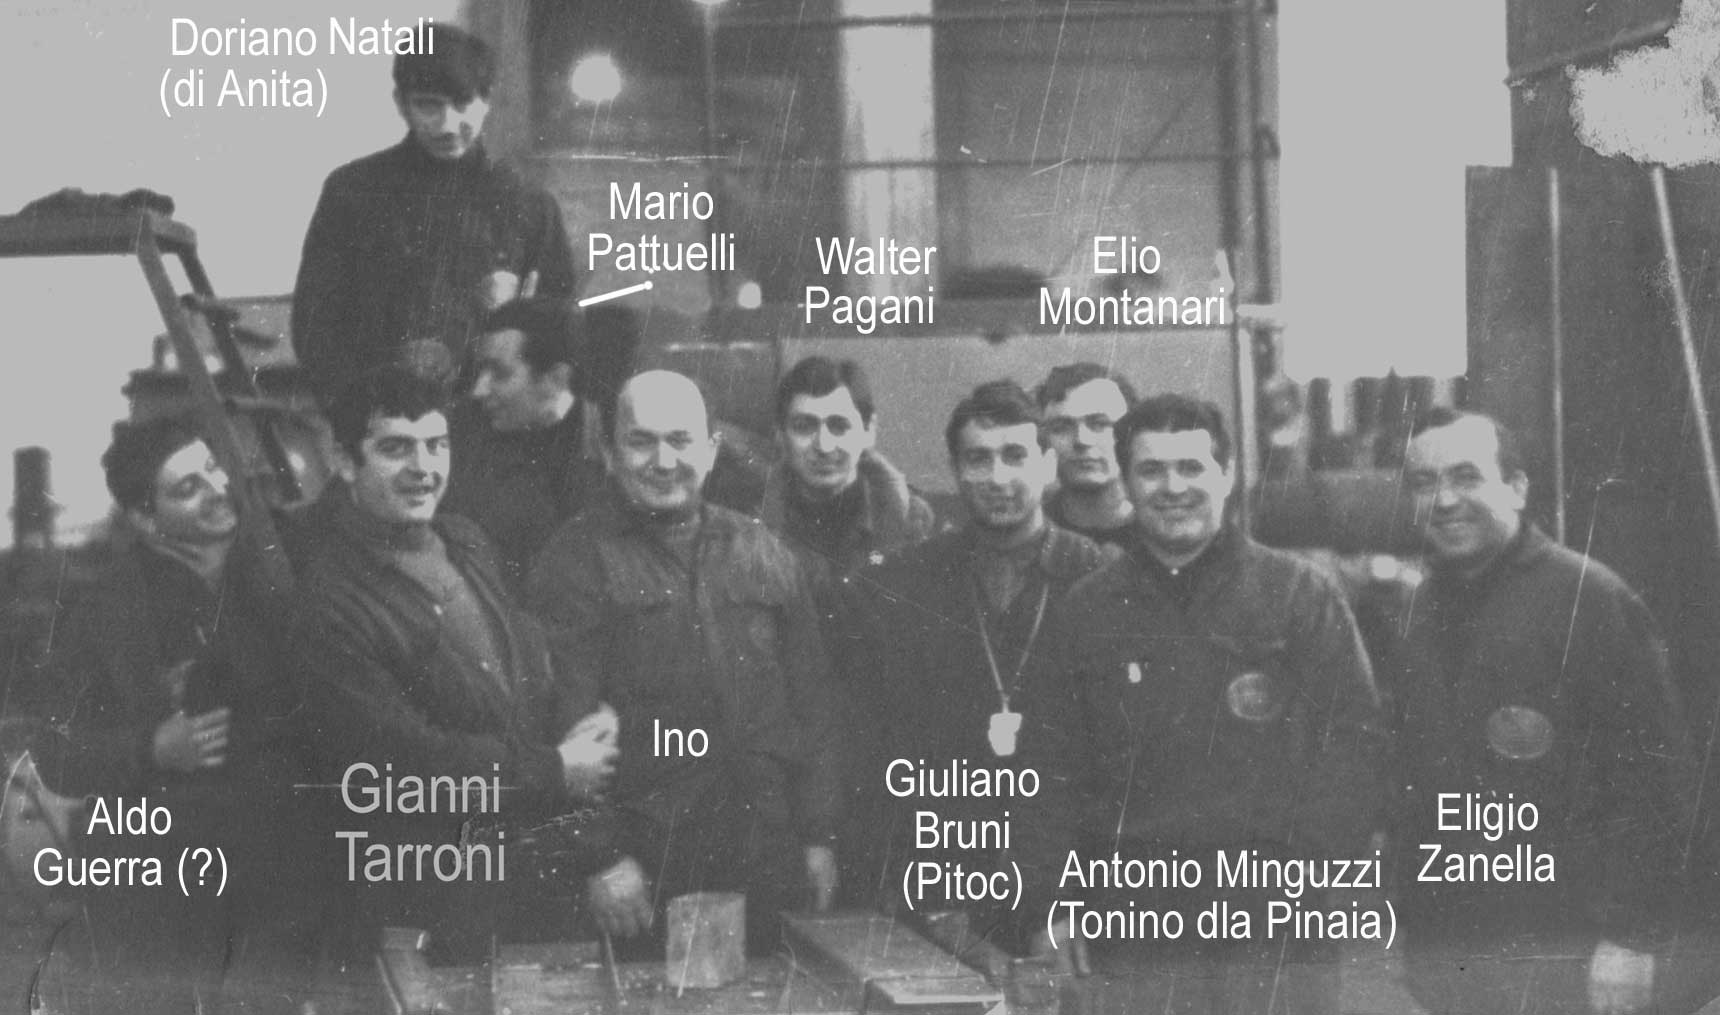 Doriano Natali
(di Anita)
Mario
Pattuelli
Walter
Pagani
Elio
Montanari
Ino
Gianni
Tarroni
Aldo
Guerra (?)
Giuliano
Bruni
(Pitoc)
Antonio Minguzzi
(Tonino dla Pinaia)
Eligio
Zanella